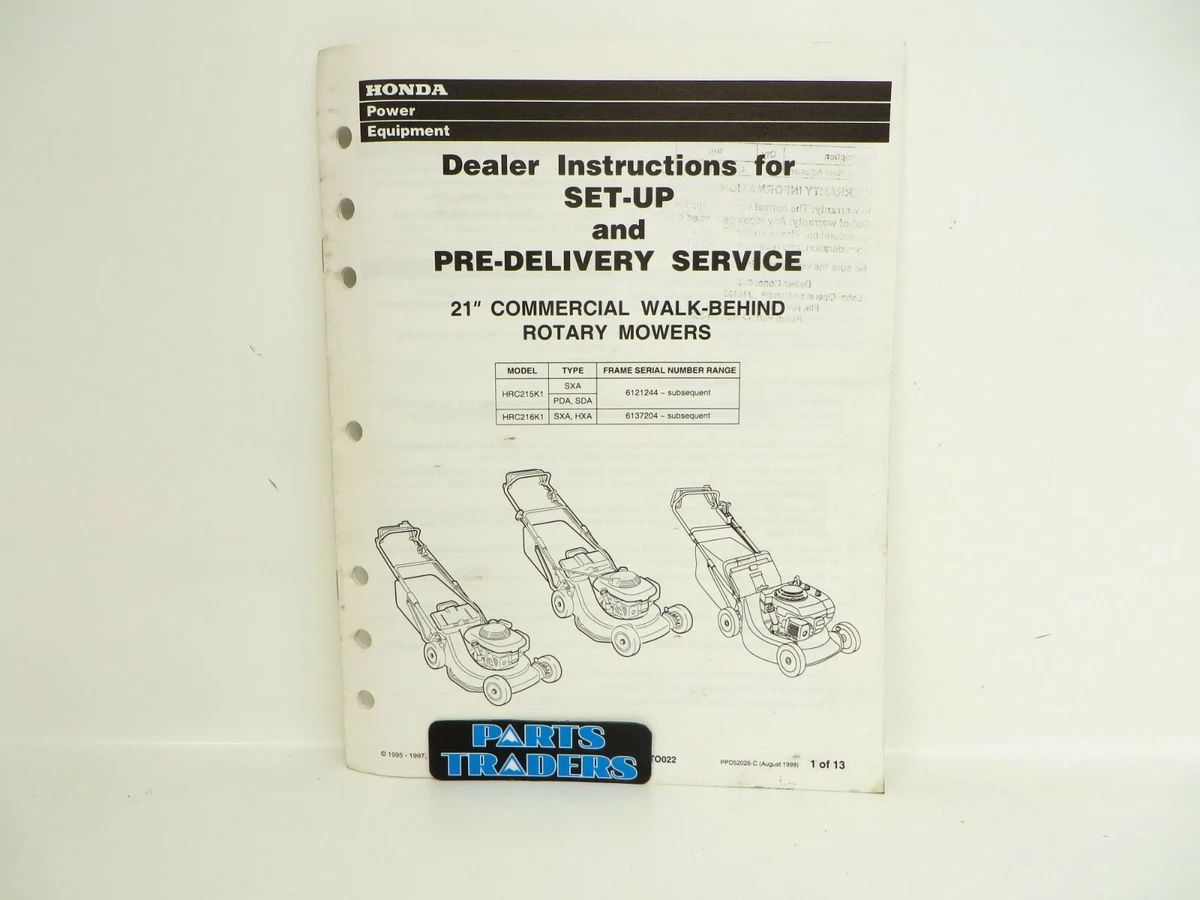 HONDA
Power
Equipment
Dealer Instructions for
SET-UP
and
PRE-DELIVERY SERVICE
21" COMMERCIAL WALK-BEHIND
ROTARY MOWERS
MODEL TYPE FRAME SERIAL NUMBER RANGE
HRC215K1 SXA 6121244 ~ subsequent
PDA, SDA
HRC216K1 SXA, HXA 6137204 ~ subsequent
© 1995 - 1997, TO022 PPD52026-C (August 1999) 1 of 13
PARTS
TRADERS